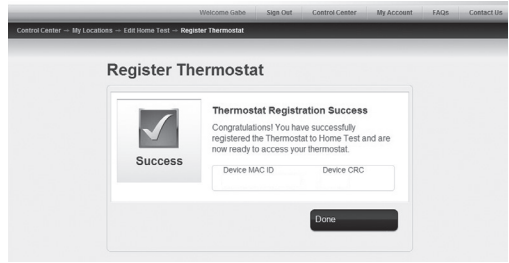 Welcome Gabe Sign Out Control Center My Account FAQs Contact Us
Control Center → My Locations → Edit Home Test → Register Thermostat
Register Thermostat
Success
Thermostat Registration Success
Congratulations! You have successfully
registered the Thermostat to Home Test and are
now ready to access your thermostat.
Device MAC ID Device CRC
Done